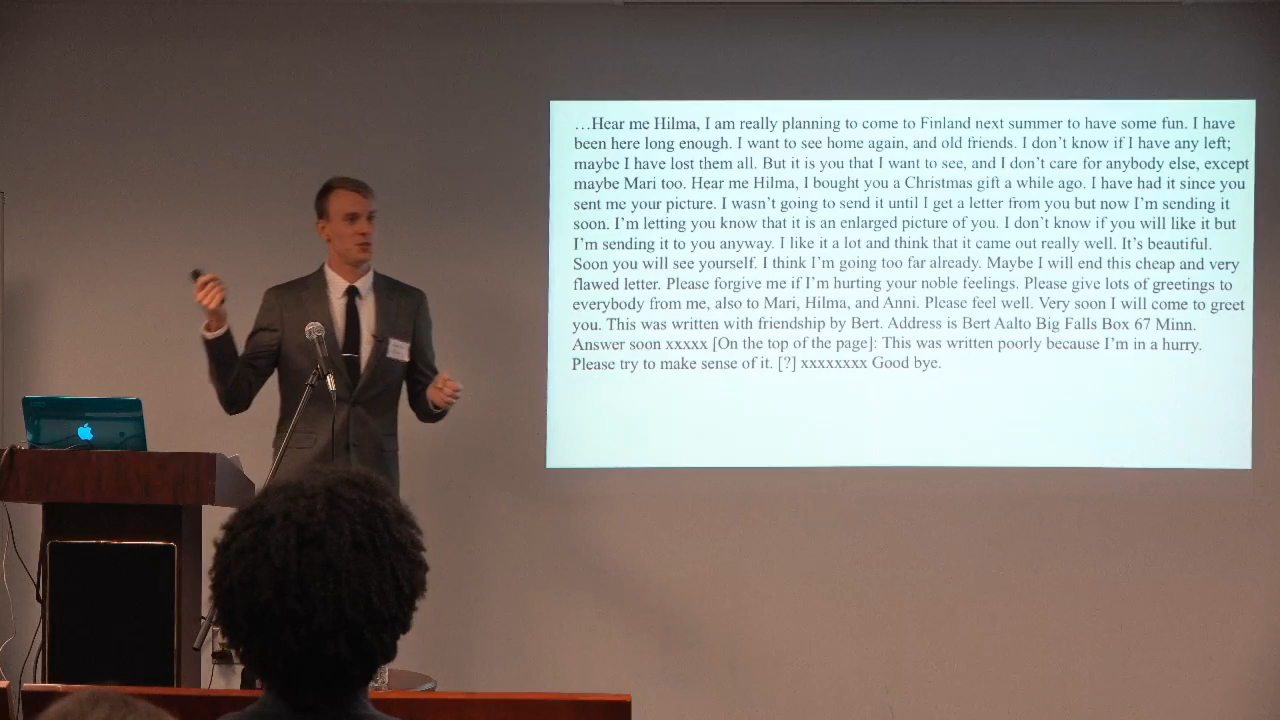 …Hear me Hilma, I am really planning to come to Finland next summer to have some fun. I have
been here long enough. I want to see home again, and old friends. I don't know if I have any left;
maybe I have lost them all. But it is you that I want to see, and I don't care for anybody else, except
maybe Mari too. Hear me Hilma, I bought you a Christmas gift a while ago. I have had it since you
sent me your picture. I wasn't going to send it until I get a letter from you but now I'm sending it
soon. I'm letting you know that it is an enlarged picture of you. I don't know if you will like it but
I'm sending it to you anyway. I like it a lot and think that it came out really well. It's beautiful.
Soon you will see yourself. I think I'm going too far already. Maybe I will end this cheap and very
flawed letter. Please forgive me if I'm hurting your noble feelings. Please give lots of greetings to
everybody from me, also to Mari, Hilma, and Anni. Please feel well. Very soon I will come to greet
you. This was written with friendship by Bert. Address is Bert Aalto Big Falls Box 67 Minn.
Answer soon xxxxx [On the top of the page]: This was written poorly because I'm in a hurry.
Please try to make sense of it. [?] xxxxxxxx Good bye.